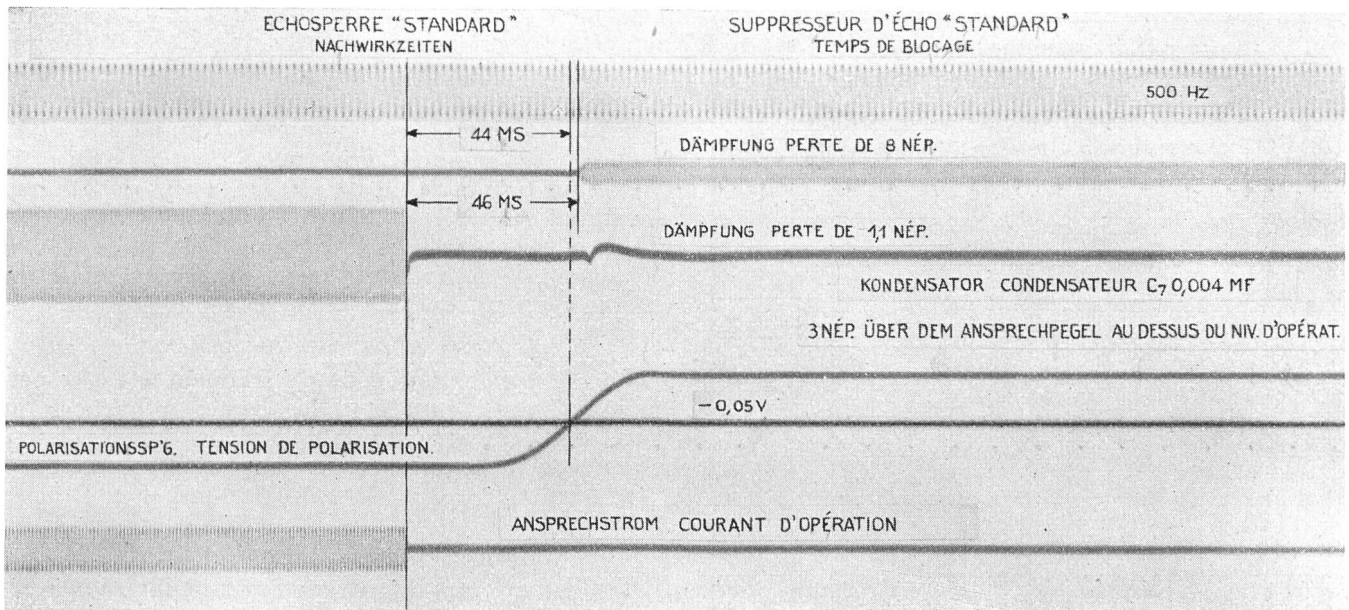 ECHOSPERRE "STANDARD"
NACHWIRKZEITEN
SUPPRESSEUR D'ÉCHO "STANDARD"
TEMPS DE BLOCAGE
500 HZ
44 MS
DÄMPFUNG PERTE DE 8 NÉP.
46 MS
DÄMPFUNG PERTE DE 1,1 NÉP.
KONDENSATOR CONDENSATEUR C7 0,004 MF
3 NÉP. ÜBER DEM ANSPRECHPEGEL AU DESSUS DU NIV. D'OPÉRAT.
-0,05V
POLARISATIONSSP'G. TENSION DE POLARISATION.
ANSPRECHSTROM COURANT D'OPÉRATION